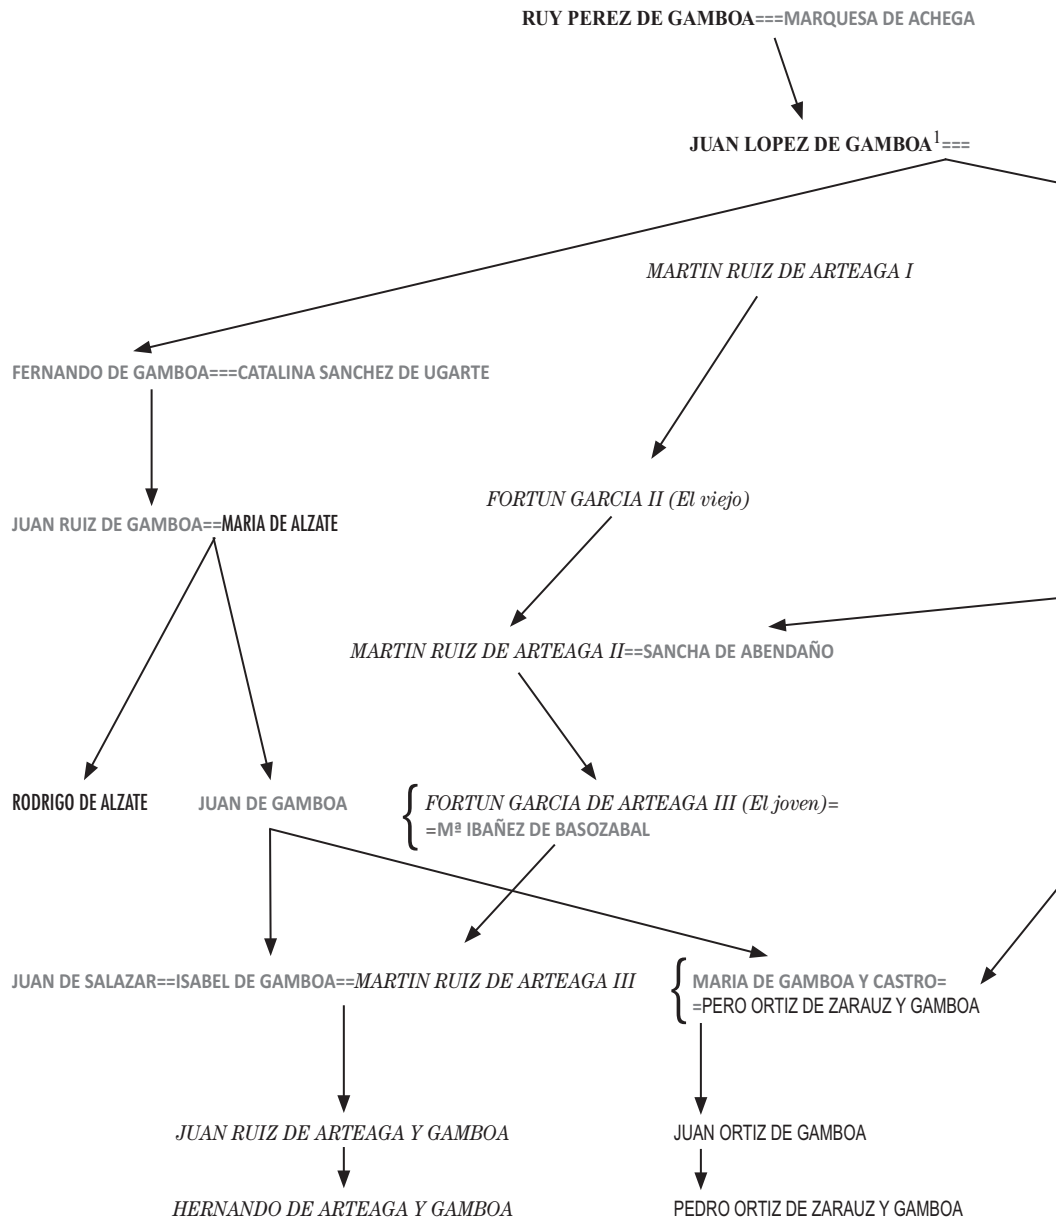 RUY PEREZ DE GAMBOA===MARQUESA DE ACHEGA
JUAN LOPEZ DE GAMBOA¹===
MARTIN RUIZ DE ARTEAGA I
FERNANDO DE GAMBOA===CATALINA SANCHEZ DE UGARTE
FORTUN GARCIA II (El viejo)
JUAN RUIZ DE GAMBOA==MARIA DE ALZATE
MARTIN RUIZ DE ARTEAGA II==SANCHA DE ABENDAÑO
RODRIGO DE ALZATE
JUAN DE GAMBOA
FORTUN GARCIA DE ARTEAGA III (El joven)=
=Mª IBAÑEZ DE BASOZABAL
JUAN DE SALAZAR==ISABEL DE GAMBOA==MARTIN RUIZ DE ARTEAGA III
MARIA DE GAMBOA Y CASTRO=
=PERO ORTIZ DE ZARAUZ Y GAMBOA
JUAN RUIZ DE ARTEAGA Y GAMBOA
JUAN ORTIZ DE GAMBOA
HERNANDO DE ARTEAGA Y GAMBOA
PEDRO ORTIZ DE ZARAUZ Y GAMBOA